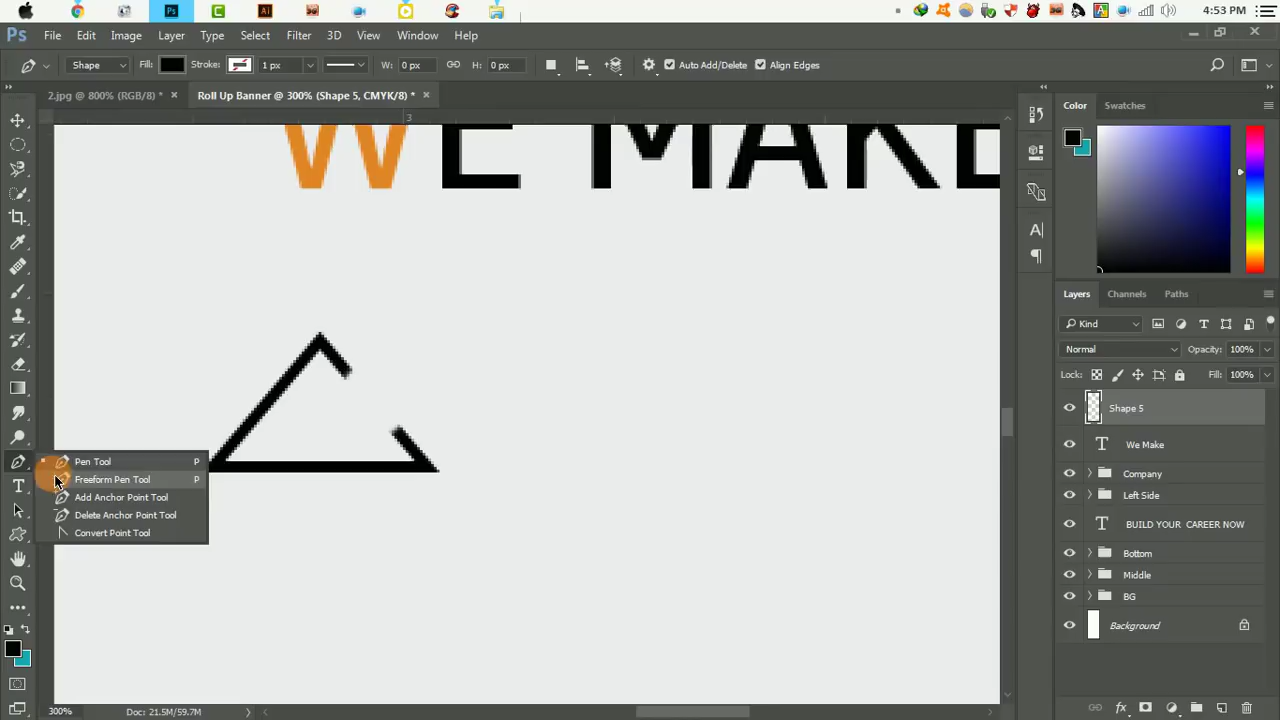 4:53 PM
Ps File Edit Image Layer Type Select Filter 3D View Window Help
Shape Fill: Stroke: 1 px W: 0 px H: 0 px Auto Add/Delete Align Edges
2.jpg @ 800% (RGB/8) * × Roll Up Banner @ 300% (Shape 5, CMYK/8) * ×
3
WE MAKE
Pen Tool P
Freeform Pen Tool P
Add Anchor Point Tool
Delete Anchor Point Tool
Convert Point Tool
Color Swatches
Layers Channels Paths
Kind
Normal Opacity: 100%
Lock: Fill: 100%
Shape 5
We Make
Company
Left Side
BUILD YOUR CAREER NOW
Bottom
Middle
BG
Background
300% Doc: 21.5M/59.7M